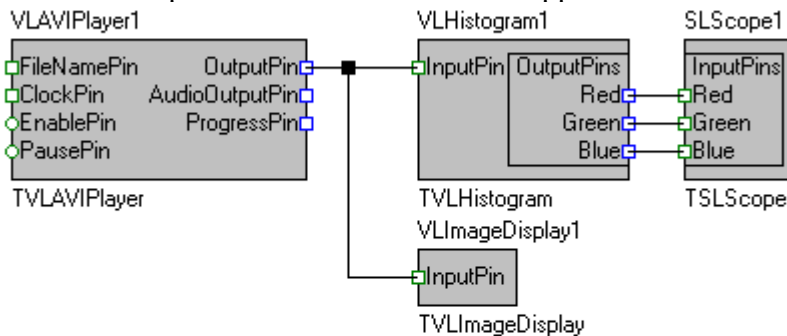 VLAVIPlayer1
FileNamePin
ClockPin
EnablePin
PausePin
OutputPin
AudioOutputPin
ProgressPin
TVLAVIPlayer
VLHistogram1
InputPin
OutputPins
Red
Green
Blue
TVLHistogram
SLScope1
InputPins
Red
Green
Blue
TSLScope
VLImageDisplay1
InputPin
TVLImageDisplay